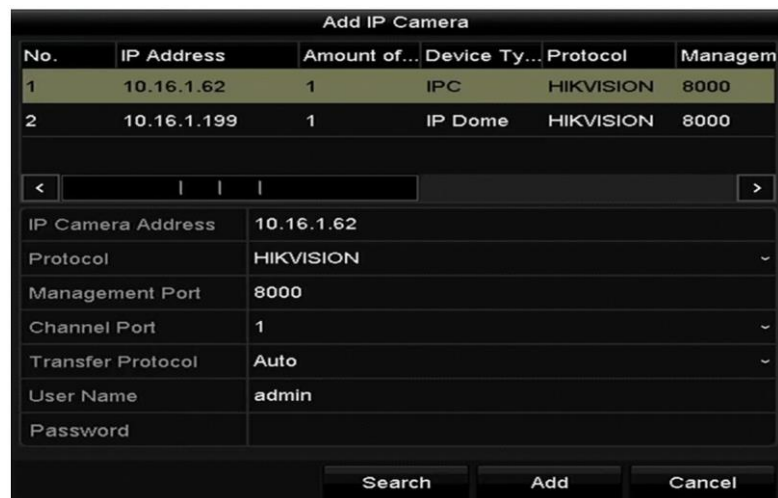 Add IP Camera
No. IP Address Amount of... Device Ty... Protocol Managem
1 10.16.1.62 1 IPC HIKVISION 8000
2 10.16.1.199 1 IP Dome HIKVISION 8000
< >
IP Camera Address 10.16.1.62
Protocol HIKVISION
Management Port 8000
Channel Port 1
Transfer Protocol Auto
User Name admin
Password
Search Add Cancel